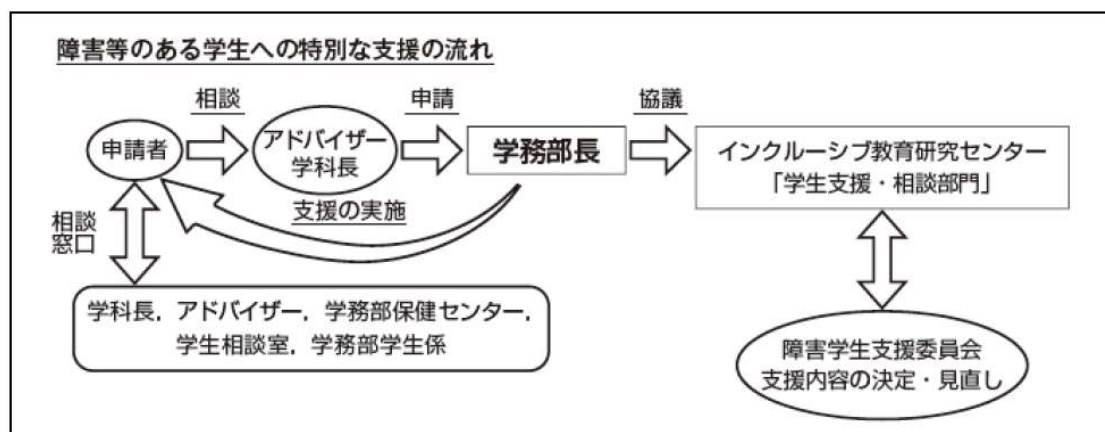 障害等のある学生への特別な支援の流れ
相談
申請
協議
申請者
アドバイザー
学科長
学務部長
インクルーシブ教育研究センター
「学生支援・相談部門」
支援の実施
相談
窓口
学科長，アドバイザー，学務部保健センター，
学生相談室，学務部学生係
障害学生支援委員会
支援内容の決定・見直し